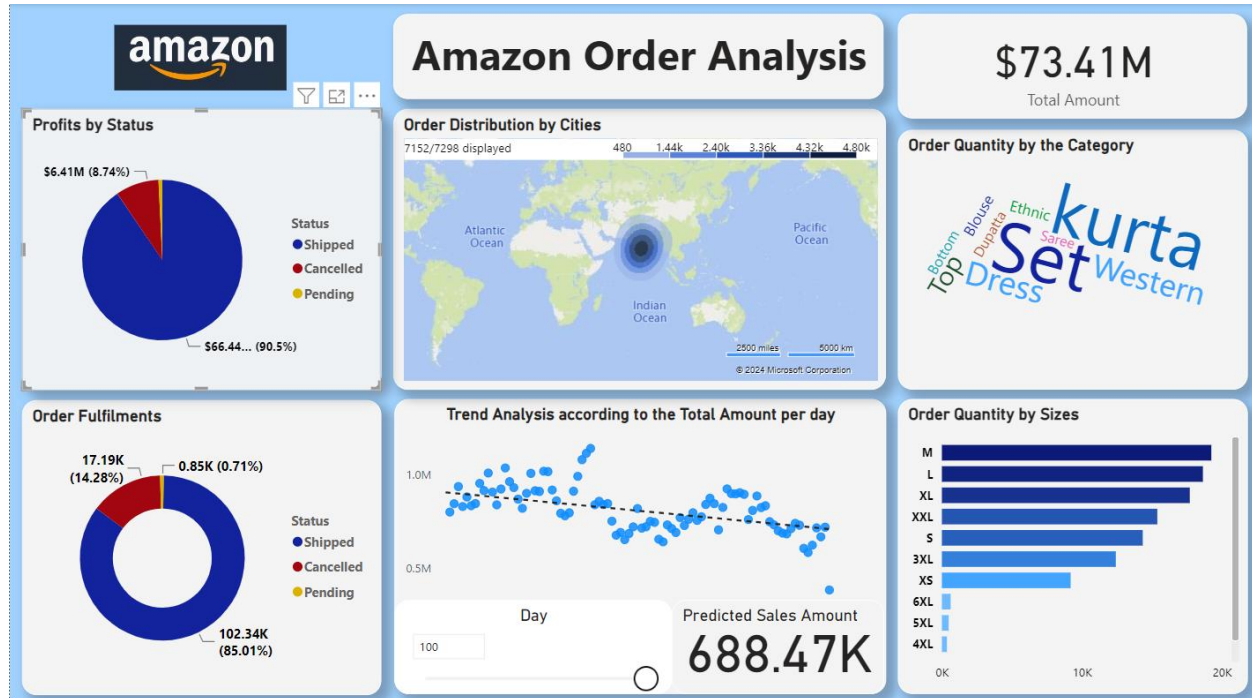 amazon
Amazon Order Analysis
$73.41M
Total Amount
Profits by Status
$6.41M (8.74%)
$66.44... (90.5%)
Status
Shipped
Cancelled
Pending
Order Distribution by Cities
7152/7298 displayed
480 1.44k 2.40k 3.36k 4.32k 4.80k
Atlantic
Ocean
Pacific
Ocean
Indian
Ocean
2500 miles 5000 km
© 2024 Microsoft Corporation
Order Quantity by the Category
kurta
Set
Western
Dress
Top
Bottom
Blouse
Dupatta
Ethnic
Saree
Order Fulfilments
17.19K
(14.28%)
0.85K (0.71%)
102.34K
(85.01%)
Status
Shipped
Cancelled
Pending
Trend Analysis according to the Total Amount per day
1.0M
0.5M
Day
100
Predicted Sales Amount
688.47K
Order Quantity by Sizes
M
L
XL
XXL
S
3XL
XS
6XL
5XL
4XL
0K 10K 20K